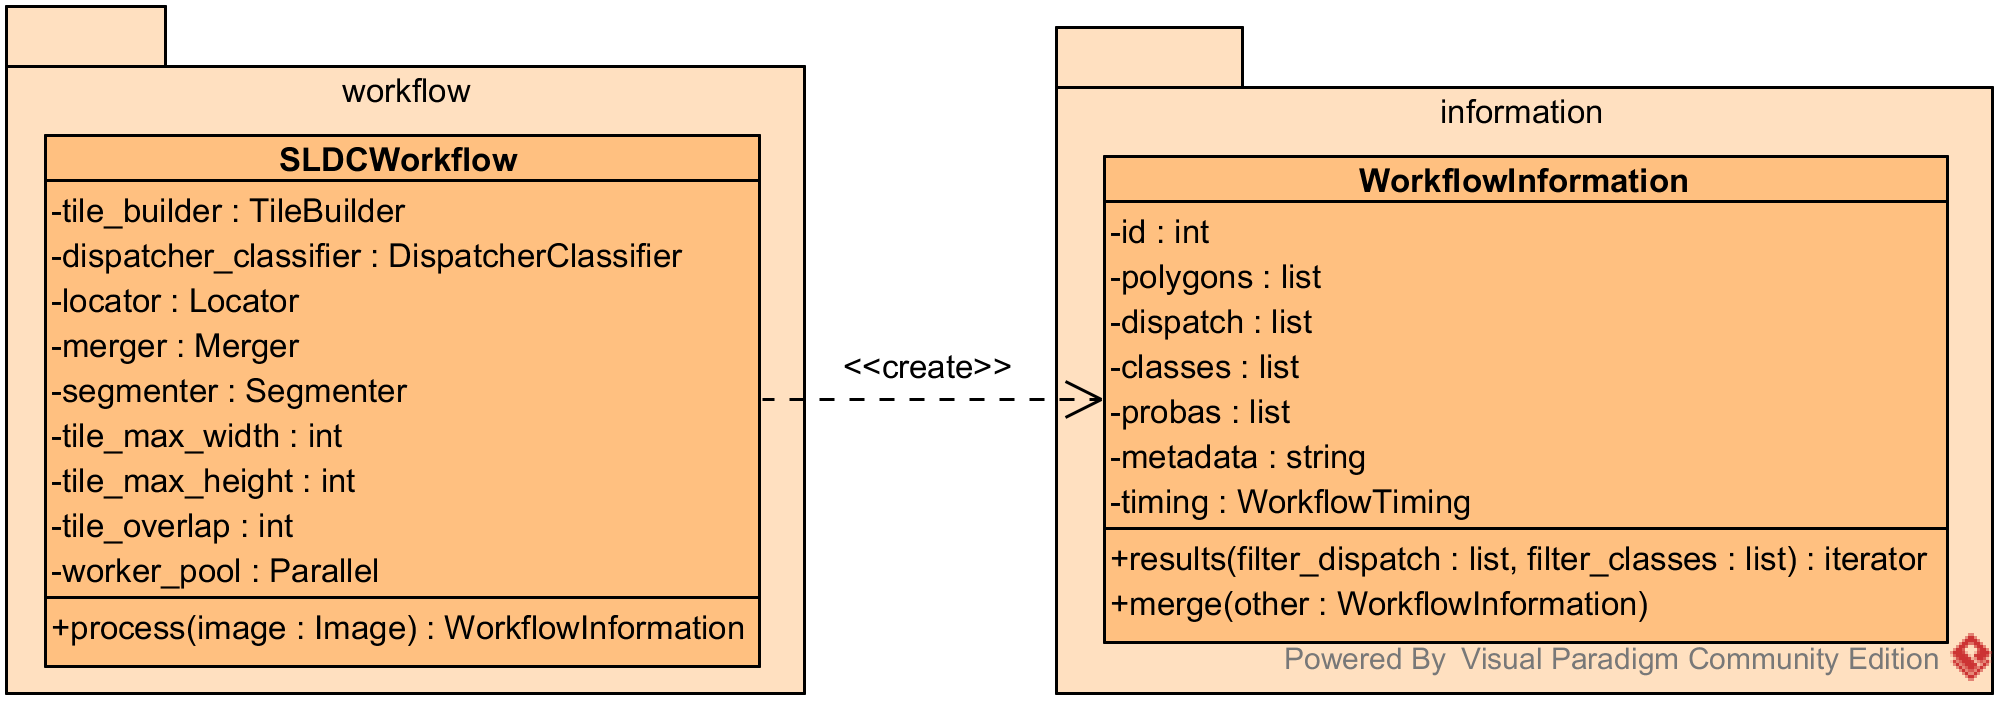 workflow
SLDCWorkflow
-tile_builder : TileBuilder
-dispatcher_classifier : DispatcherClassifier
-locator : Locator
-merger : Merger
-segmenter : Segmenter
-tile_max_width : int
-tile_max_height : int
-tile_overlap : int
-worker_pool : Parallel
+process(image : Image) : WorkflowInformation
<<create>>
information
WorkflowInformation
-id : int
-polygons : list
-dispatch : list
-classes : list
-probas : list
-metadata : string
-timing : WorkflowTiming
+results(filter_dispatch : list, filter_classes : list) : iterator
+merge(other : WorkflowInformation)
Powered By Visual Paradigm Community Edition